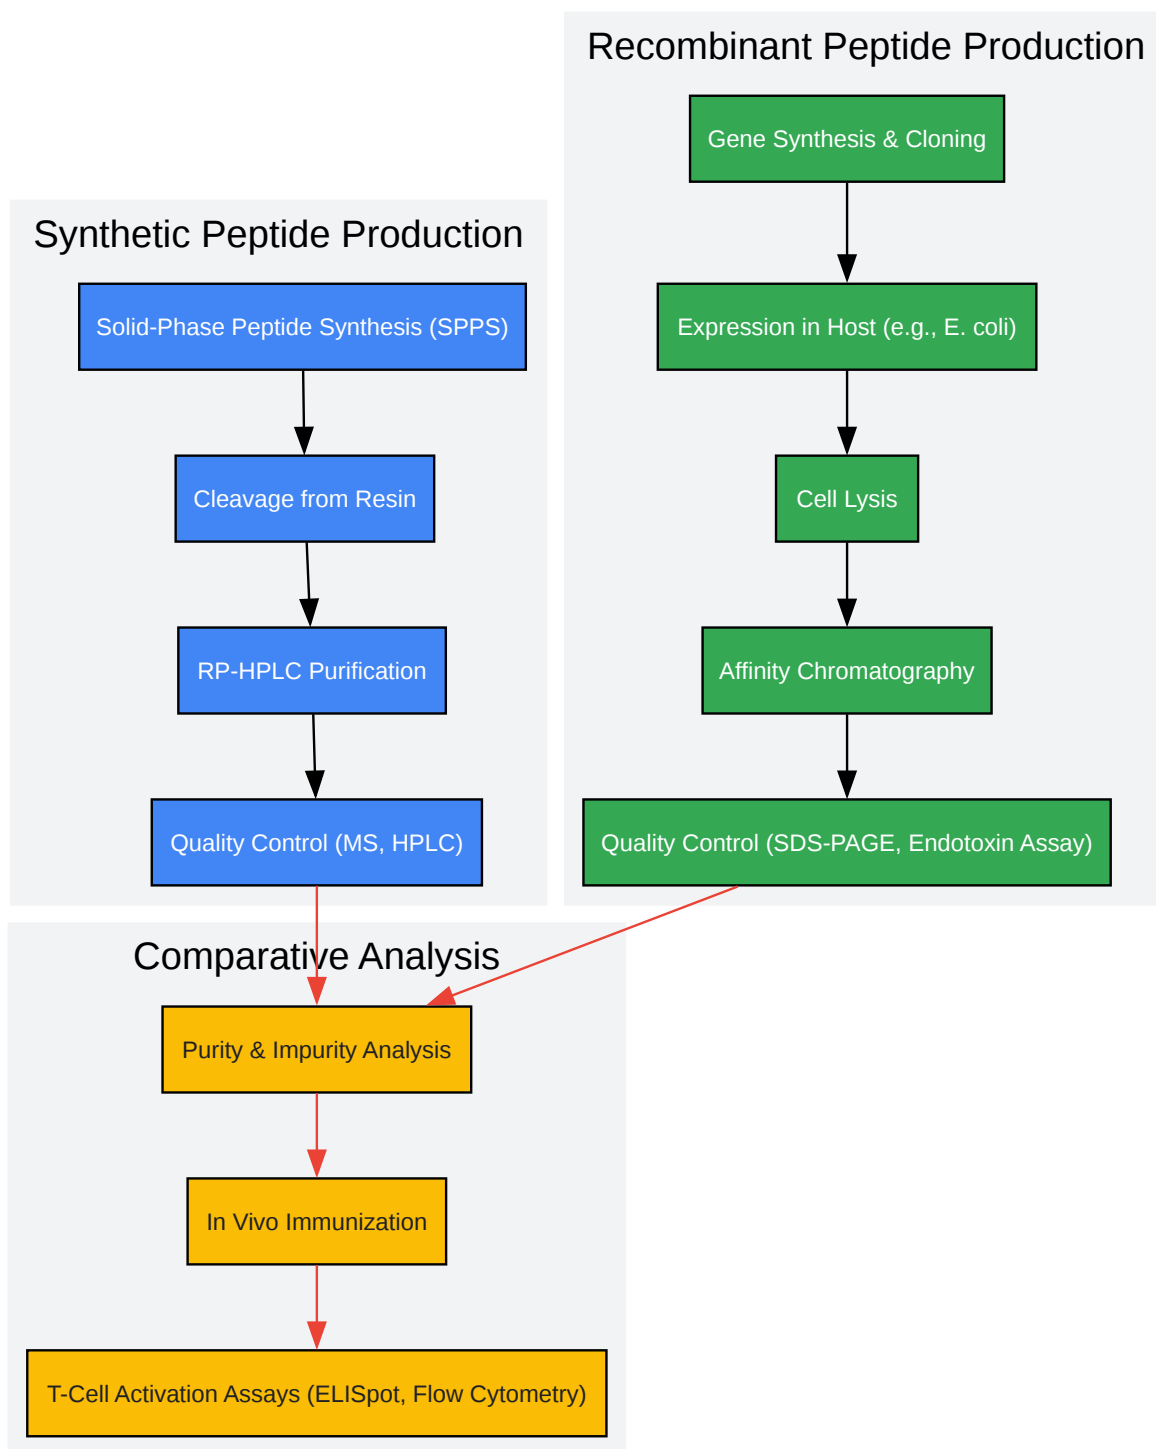 Recombinant Peptide Production
Gene Synthesis & Cloning
Expression in Host (e.g., E. coli)
Cell Lysis
Affinity Chromatography
Quality Control (SDS-PAGE, Endotoxin Assay)
Synthetic Peptide Production
Solid-Phase Peptide Synthesis (SPPS)
Cleavage from Resin
RP-HPLC Purification
Quality Control (MS, HPLC)
Comparative Analysis
Purity & Impurity Analysis
In Vivo Immunization
T-Cell Activation Assays (ELISpot, Flow Cytometry)